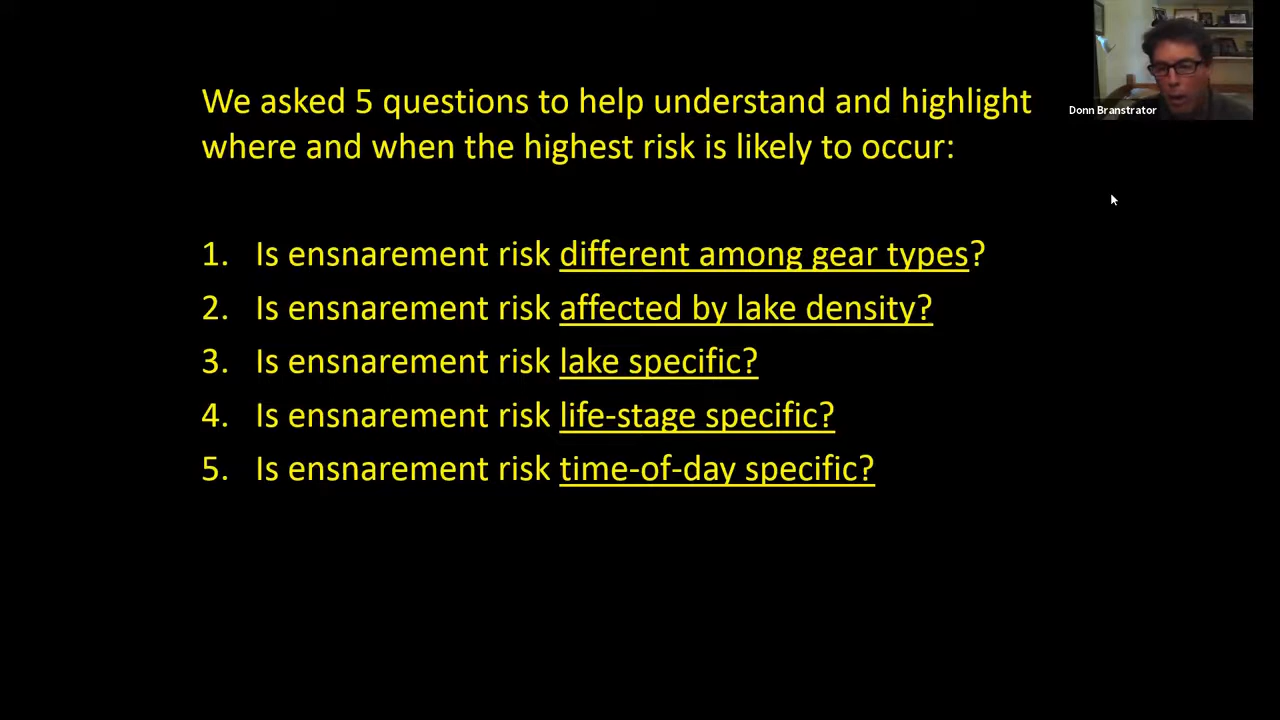 We asked 5 questions to help understand and highlight
where and when the highest risk is likely to occur:
Donn Branstrator
1. Is ensnarement risk different among gear types?
2. Is ensnarement risk affected by lake density?
3. Is ensnarement risk lake specific?
4. Is ensnarement risk life-stage specific?
5. Is ensnarement risk time-of-day specific?